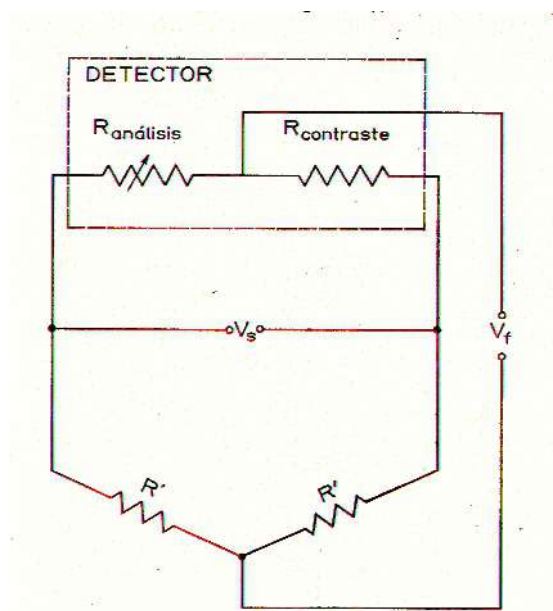 DETECTOR
Ranálisis
Rcontraste
Vs
Vf
R'
R'